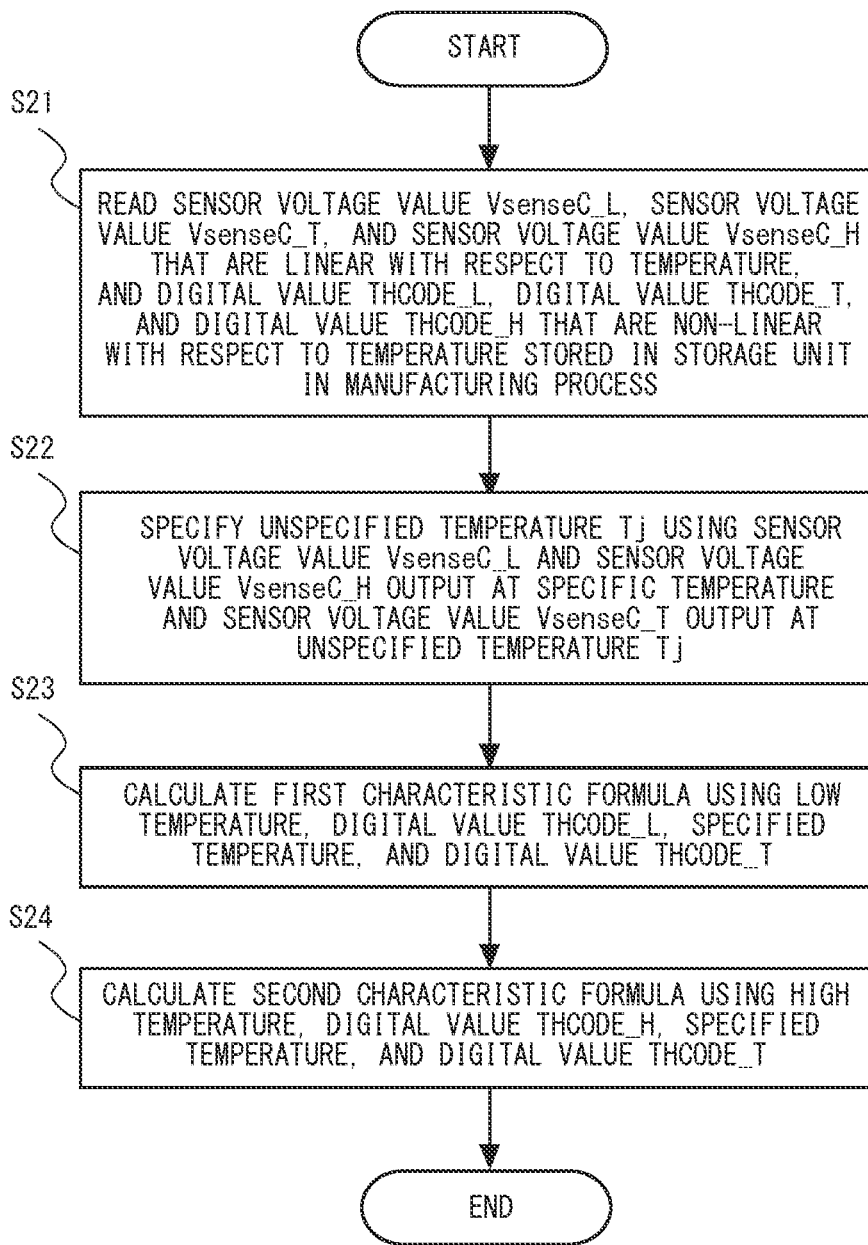 START
S21
READ SENSOR VOLTAGE VALUE VsenseC_L, SENSOR VOLTAGE
VALUE VsenseC_T, AND SENSOR VOLTAGE VALUE VsenseC_H
THAT ARE LINEAR WITH RESPECT TO TEMPERATURE,
AND DIGITAL VALUE THCODE_L, DIGITAL VALUE THCODE_T,
AND DIGITAL VALUE THCODE_H THAT ARE NON-LINEAR
WITH RESPECT TO TEMPERATURE STORED IN STORAGE UNIT
IN MANUFACTURING PROCESS
S22
SPECIFY UNSPECIFIED TEMPERATURE Tj USING SENSOR
VOLTAGE VALUE VsenseC_L AND SENSOR VOLTAGE
VALUE VsenseC_H OUTPUT AT SPECIFIC TEMPERATURE
AND SENSOR VOLTAGE VALUE VsenseC_T OUTPUT AT
UNSPECIFIED TEMPERATURE Tj
S23
CALCULATE FIRST CHARACTERISTIC FORMULA USING LOW
TEMPERATURE, DIGITAL VALUE THCODE_L, SPECIFIED
TEMPERATURE, AND DIGITAL VALUE THCODE_T
S24
CALCULATE SECOND CHARACTERISTIC FORMULA USING HIGH
TEMPERATURE, DIGITAL VALUE THCODE_H, SPECIFIED
TEMPERATURE, AND DIGITAL VALUE THCODE_T
END